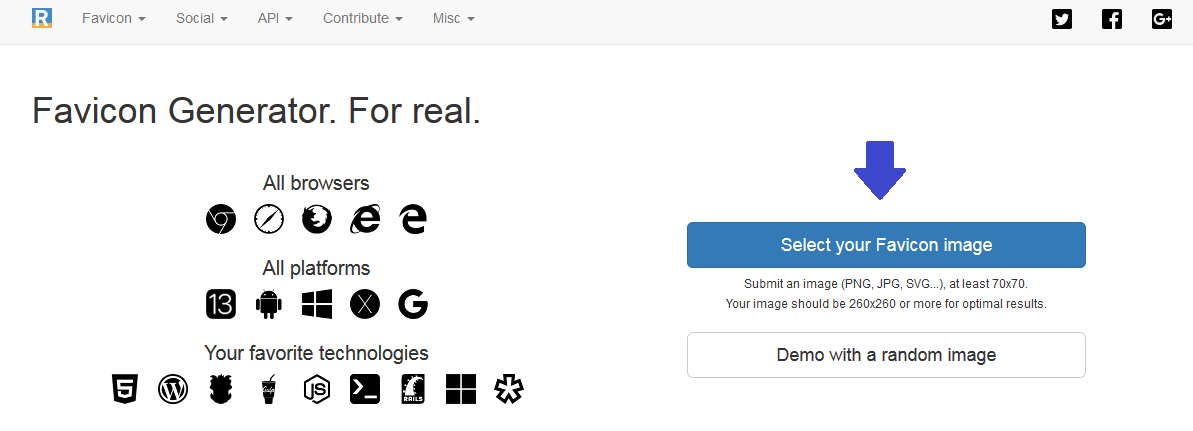 R Favicon Social API Contribute Misc G+
Favicon Generator. For real.
All browsers
All platforms
13 X G
Your favorite technologies
5 W Gulp JS RAILS
Select your Favicon image
Submit an image (PNG, JPG, SVG...), at least 70x70.
Your image should be 260x260 or more for optimal results.
Demo with a random image